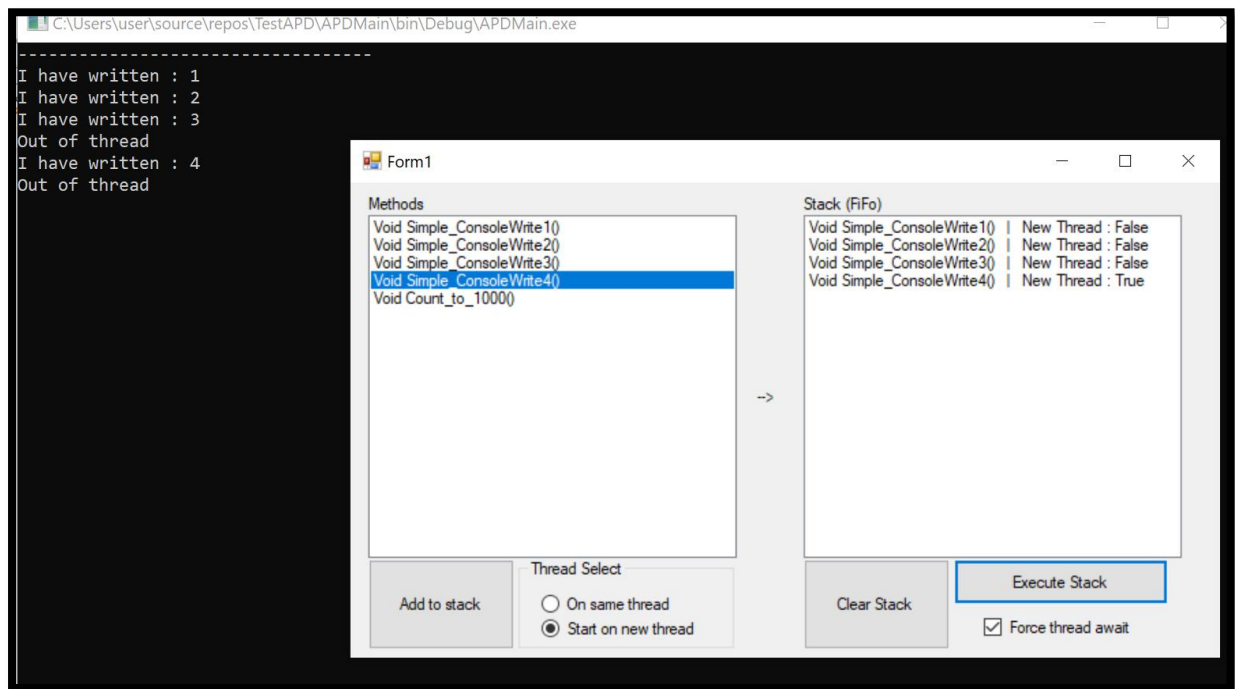 C:\Users\user\source\repos\TestAPD\APDMain\bin\Debug\APDMain.exe
-----------------------------------
I have written : 1
I have written : 2
I have written : 3
Out of thread
I have written : 4
Out of thread
Form1
Methods
Void Simple_ConsoleWrite1()
Void Simple_ConsoleWrite2()
Void Simple_ConsoleWrite3()
Void Simple_ConsoleWrite4()
Void Count_to_1000()
-->
Stack (FiFo)
Void Simple_ConsoleWrite1() | New Thread : False
Void Simple_ConsoleWrite2() | New Thread : False
Void Simple_ConsoleWrite3() | New Thread : False
Void Simple_ConsoleWrite4() | New Thread : True
Add to stack
Thread Select
On same thread
Start on new thread
Clear Stack
Execute Stack
Force thread await